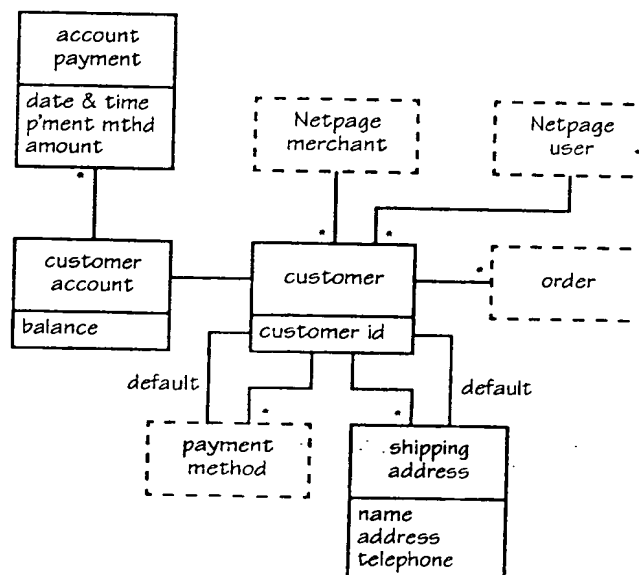 account
payment
date & time
p'ment mthd
amount
*
Netpage
merchant
*
Netpage
user
*
customer
account
balance
customer
customer id
*
order
default
default
*
payment
method
*
shipping
address
name
address
telephone